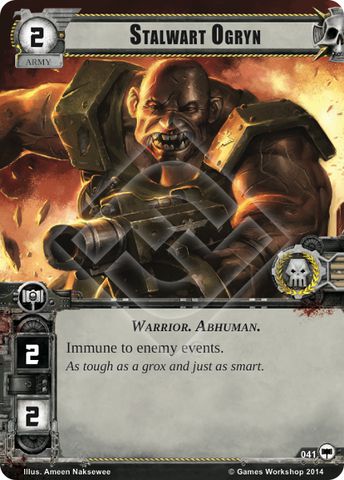 2
STALWART OGRYN
ARMY
WARRIOR. ABHUMAN.
2
Immune to enemy events.
As tough as a grox and just as smart.
2
041
Illus. Ameen Naksewee
© Games Workshop 2014